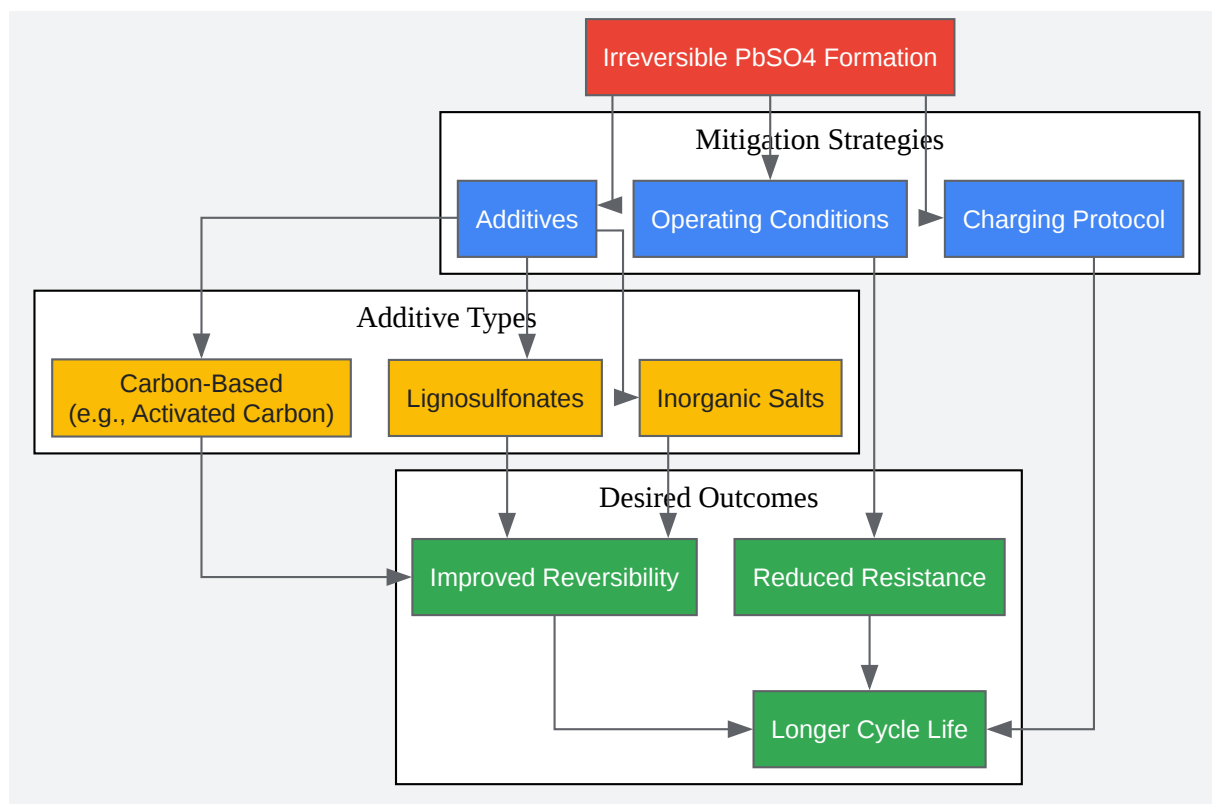 Irreversible PbSO4 Formation
Mitigation Strategies
Additives
Operating Conditions
Charging Protocol
Additive Types
Carbon-Based
(e.g., Activated Carbon)
Lignosulfonates
Inorganic Salts
Desired Outcomes
Improved Reversibility
Reduced Resistance
Longer Cycle Life